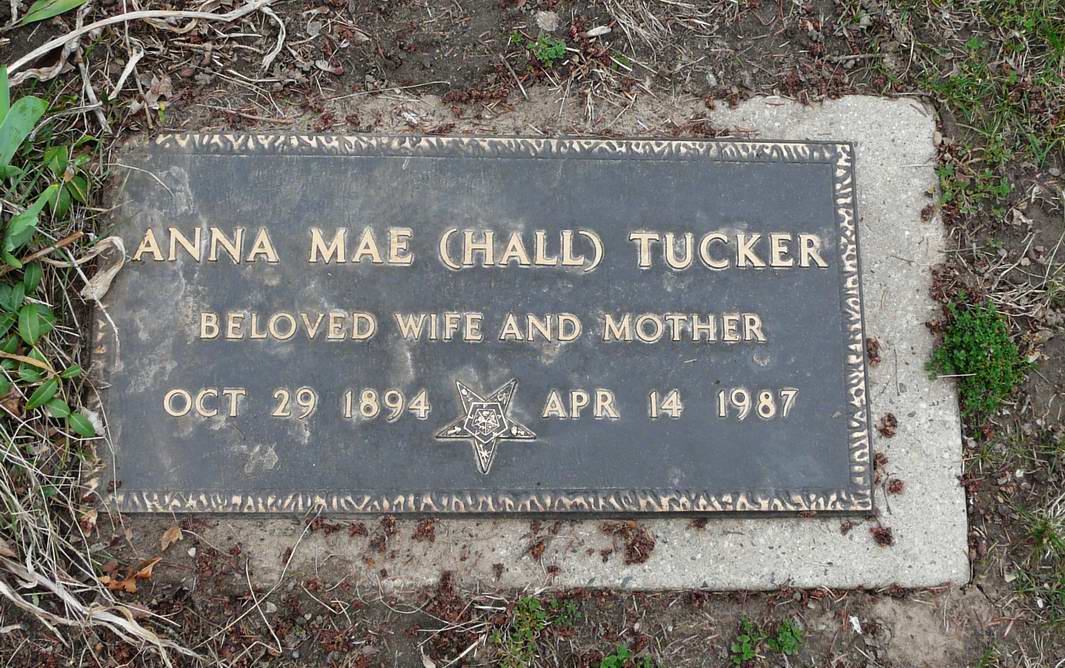 ANNA MAE (HALL) TUCKER
BELOVED WIFE AND MOTHER
OCT 29 1894 APR 14 1987